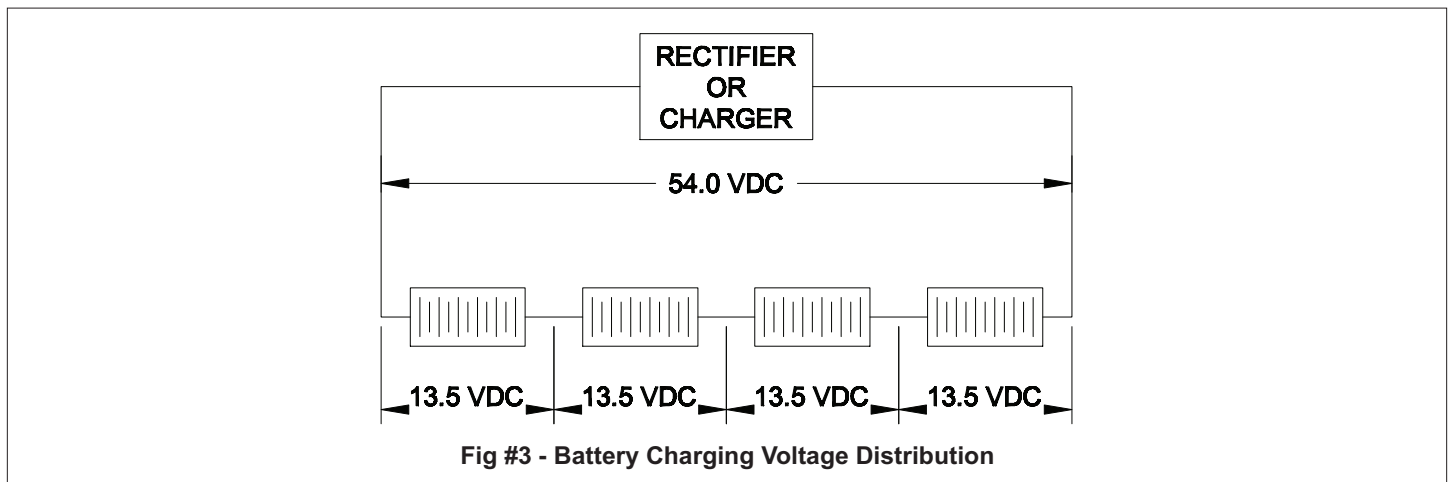 RECTIFIER
OR
CHARGER
54.0 VDC
13.5 VDC 13.5 VDC 13.5 VDC 13.5 VDC
Fig #3 - Battery Charging Voltage Distribution